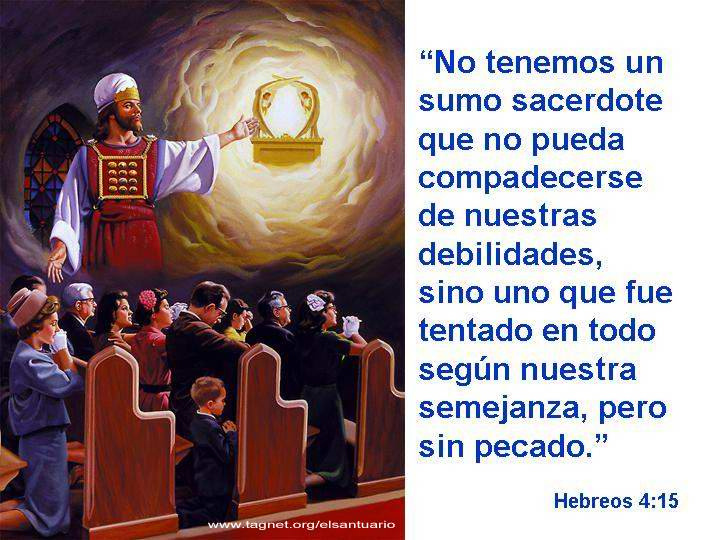 “No tenemos un
sumo sacerdote
que no pueda
compadecerse
de nuestras
debilidades,
sino uno que fue
tentado en todo
según nuestra
semejanza, pero
sin pecado.”
Hebreos 4:15
www.tagnet.org/elsantuario